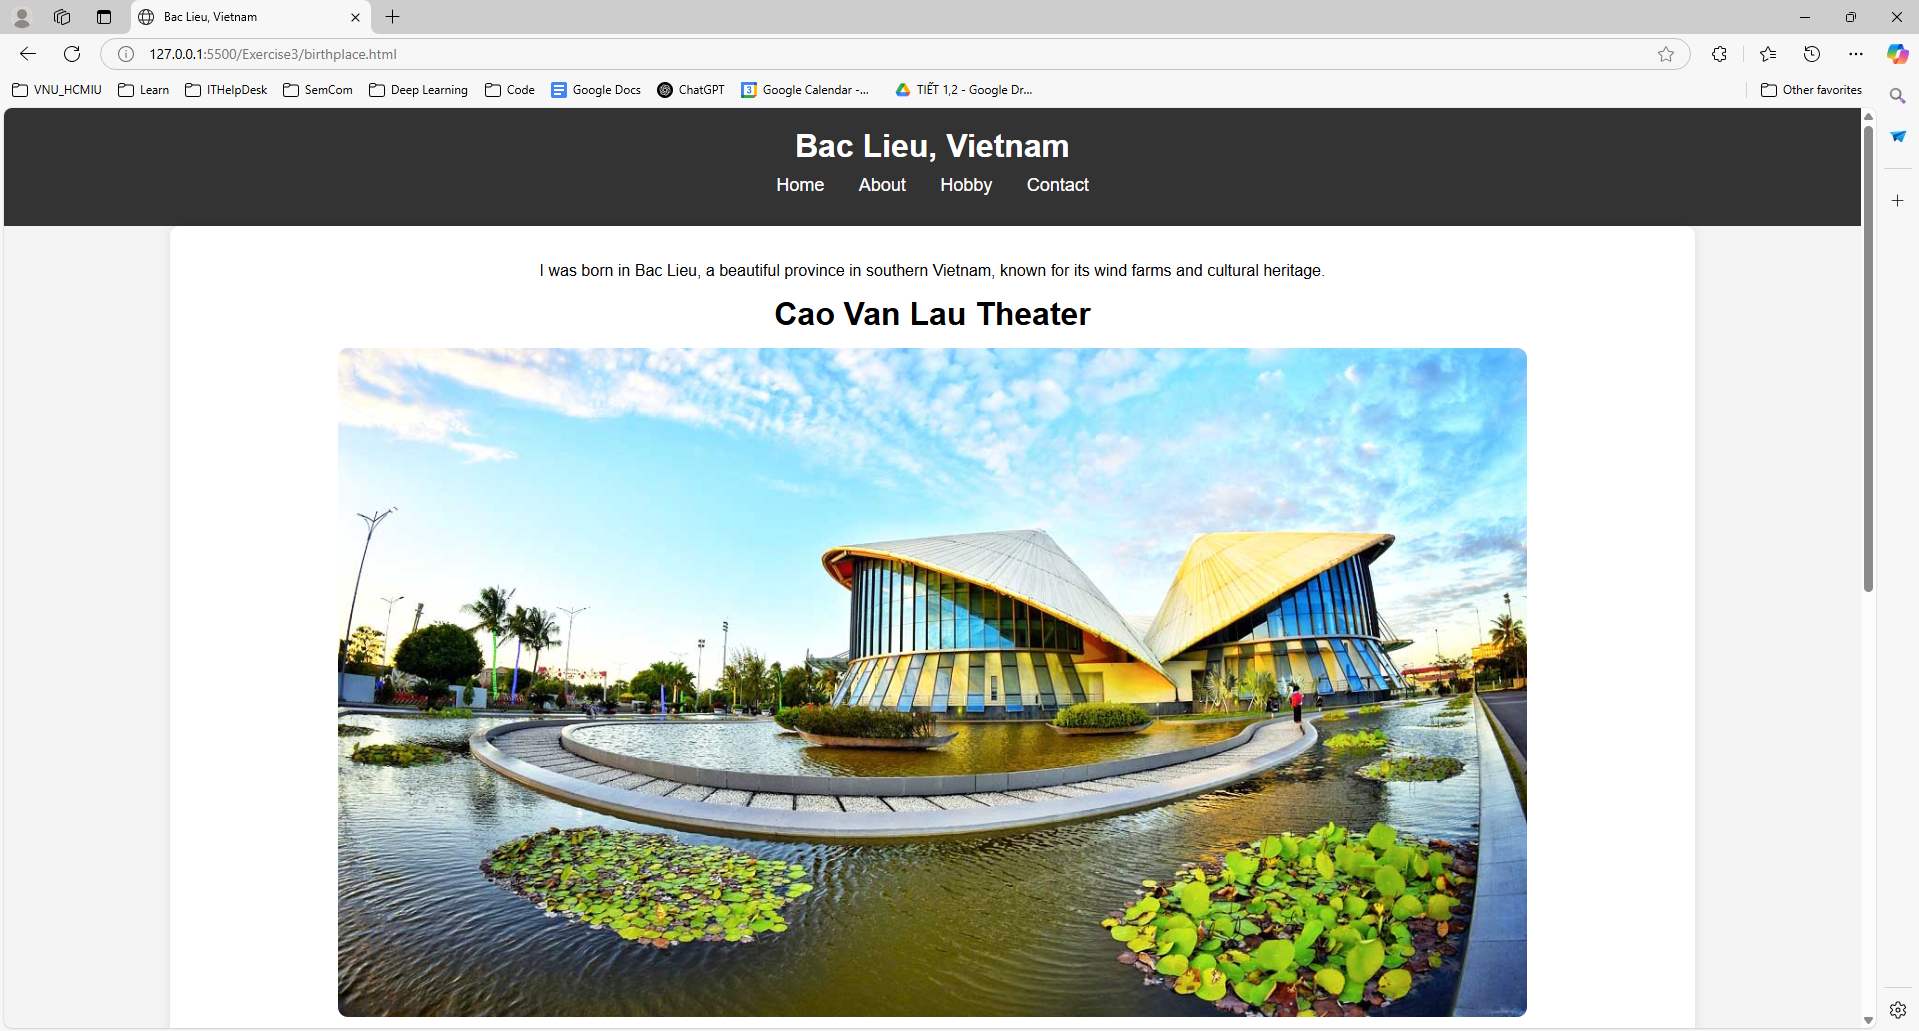 Bac Lieu, Vietnam
127.0.0.1:5500/Exercise3/birthplace.html
VNU_HCMIU Learn ITHelpDesk SemCom Deep Learning Code Google Docs ChatGPT 3 Google Calendar -... TIẾT 1,2 - Google Dr... Other favorites
Bac Lieu, Vietnam
Home About Hobby Contact
I was born in Bac Lieu, a beautiful province in southern Vietnam, known for its wind farms and cultural heritage.
Cao Van Lau Theater